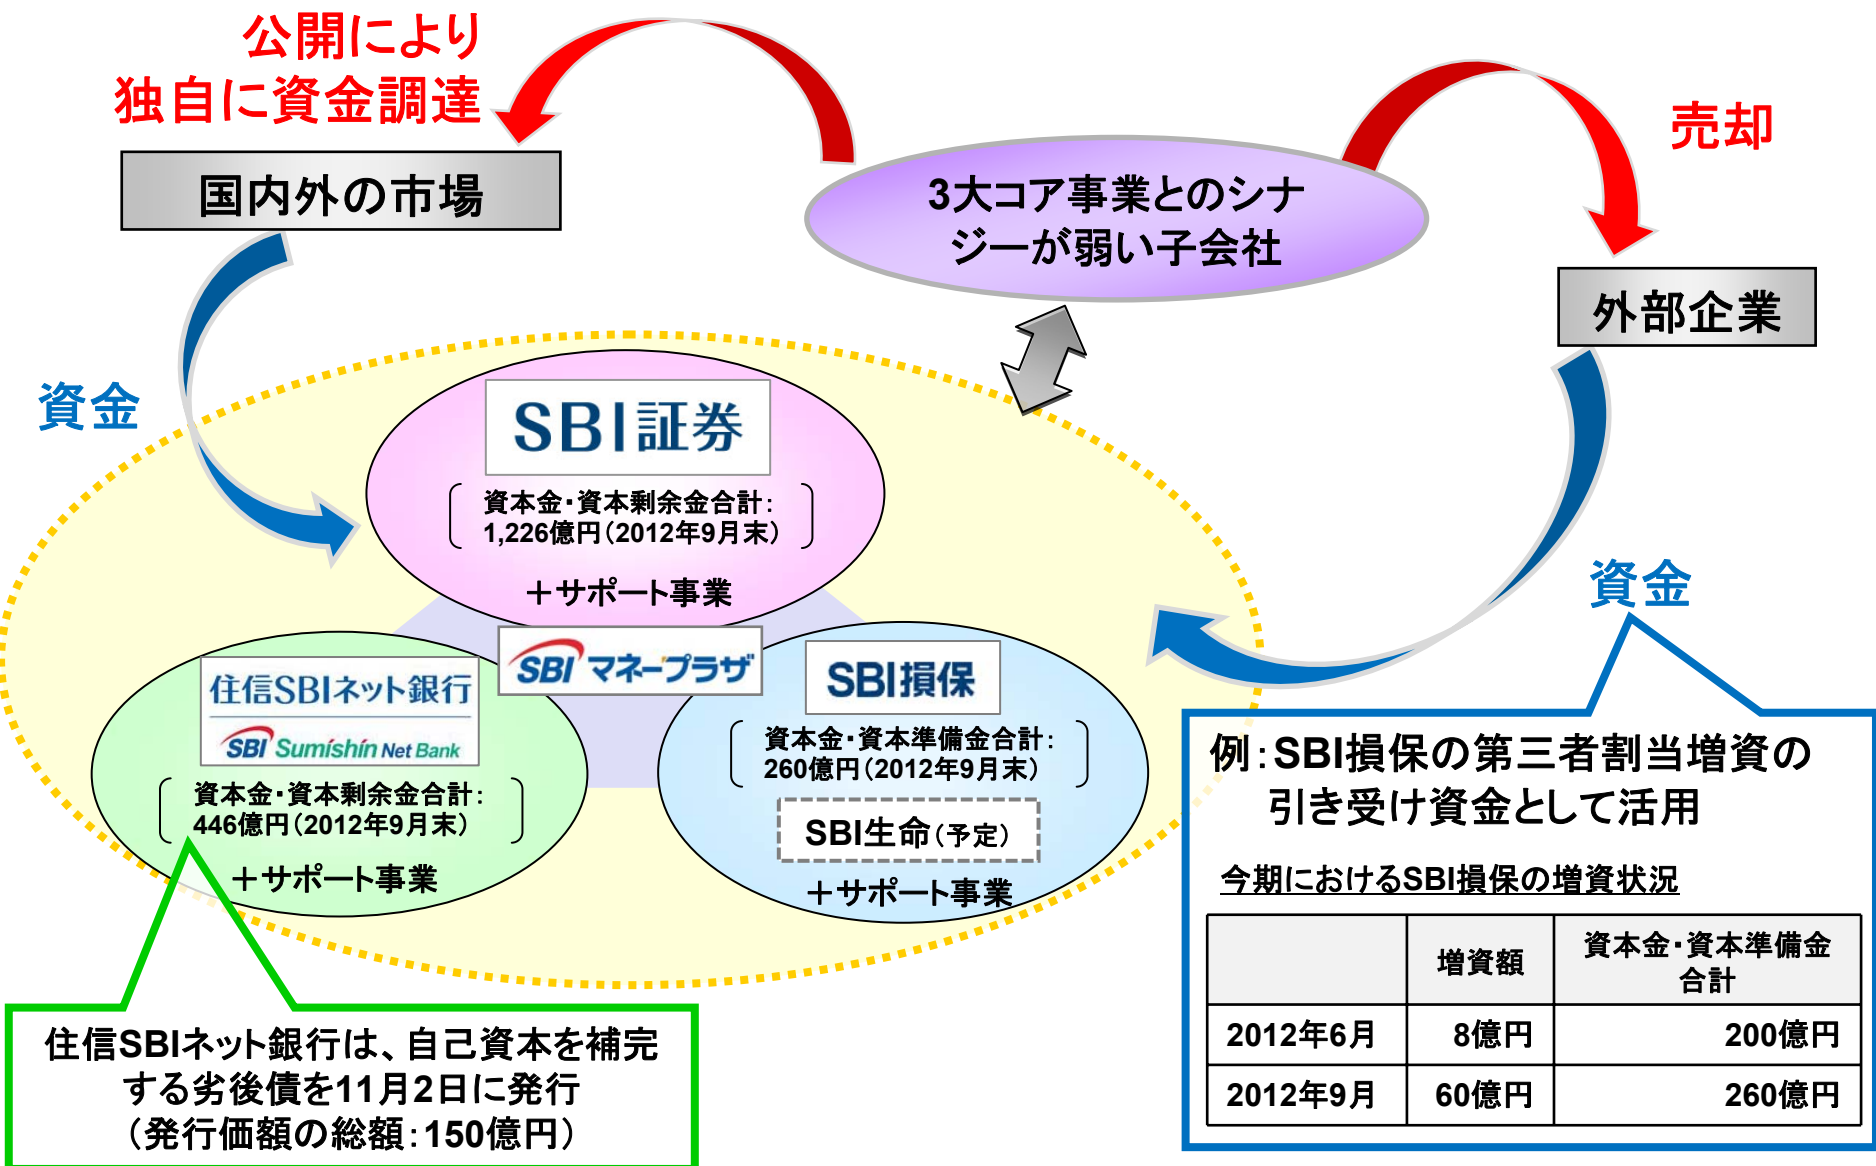 公開により
独自に資金調達
売却
国内外の市場
3大コア事業とのシナ
ジーが弱い子会社
外部企業
資金
SBI証券
資本金・資本剰余金合計：
1,226億円（2012年9月末）
＋サポート事業
資金
SBI マネープラザ
住信SBIネット銀行
SBI Sumishin Net Bank
資本金・資本剰余金合計：
446億円（2012年9月末）
＋サポート事業
SBI損保
資本金・資本準備金合計：
260億円（2012年9月末）
SBI生命（予定）
＋サポート事業
例：SBI損保の第三者割当増資の
引き受け資金として活用
今期におけるSBI損保の増資状況
増資額 資本金・資本準備金
合計
2012年6月 8億円 200億円
2012年9月 60億円 260億円
住信SBIネット銀行は、自己資本を補完
する劣後債を11月2日に発行
（発行価額の総額：150億円）